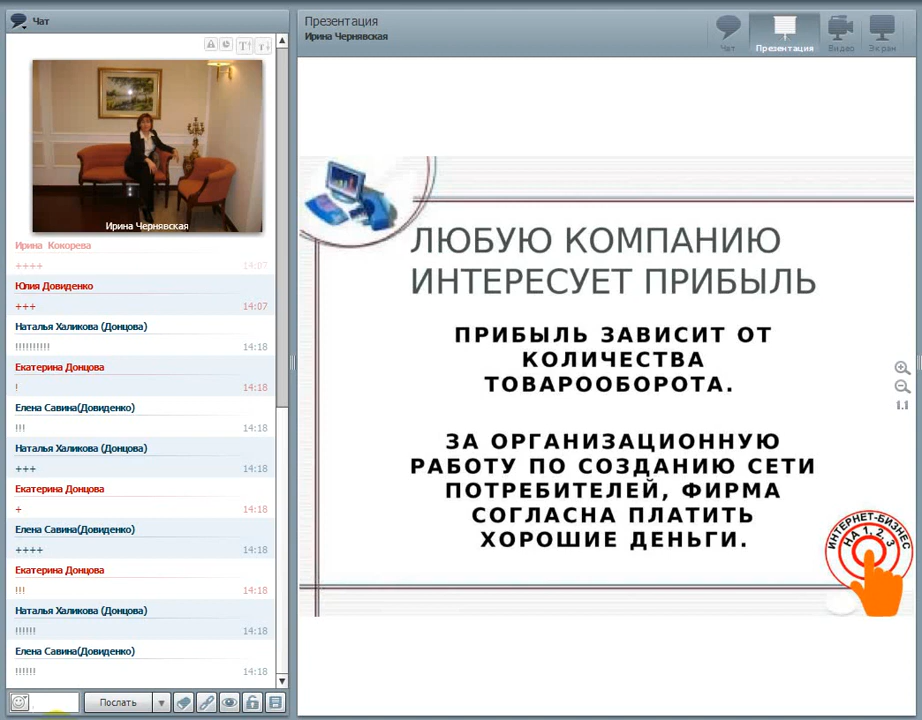 Чат
Ирина Чернявская
Ирина Кокорева
++++
14:07
Юлия Довиденко
+++
14:07
Наталья Халикова (Донцова)
!!!!!!!!!!
14:18
Екатерина Донцова
!
14:18
Елена Савина(Довиденко)
!!!
14:18
Наталья Халикова (Донцова)
+++
14:18
Екатерина Донцова
+
14:18
Елена Савина(Довиденко)
++++
14:18
Екатерина Донцова
!!!
14:18
Наталья Халикова (Донцова)
!!!!!!
14:18
Елена Савина(Довиденко)
!!!!!!
14:18
Послать
Презентация
Ирина Чернявская
Чат
Презентация
Видео
Экран
ЛЮБУЮ КОМПАНИЮ
ИНТЕРЕСУЕТ ПРИБЫЛЬ
ПРИБЫЛЬ ЗАВИСИТ ОТ
КОЛИЧЕСТВА
ТОВАРООБОРОТА.
ЗА ОРГАНИЗАЦИОННУЮ
РАБОТУ ПО СОЗДАНИЮ СЕТИ
ПОТРЕБИТЕЛЕЙ, ФИРМА
СОГЛАСНА ПЛАТИТЬ
ХОРОШИЕ ДЕНЬГИ.
ИНТЕРНЕТ-БИЗНЕС
НА 1, 2, 3
1.1